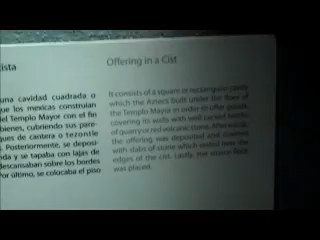 ista
una cavidad cuadrada o
que los mexicas construían
del Templo Mayor con el fin
bienes, cubriendo sus pare-
ques de cantera o tezontle
. Posteriormente, se deposi-
nda y se tapaba con lajas de
descansaban sobre los bordes
Por último, se colocaba el piso
Offering in a Cist
It consists of a square or rectangular cavity
which the Aztecs built under the floor of
the Templo Mayor in order to offer goods,
covering its walls with well carved blocks
of quarry or red volcanic stone. Afterwards,
the offering was deposited and covered
with slabs of stone which rested over the
edges of the cist. Lastly, the stucco floor
was placed.